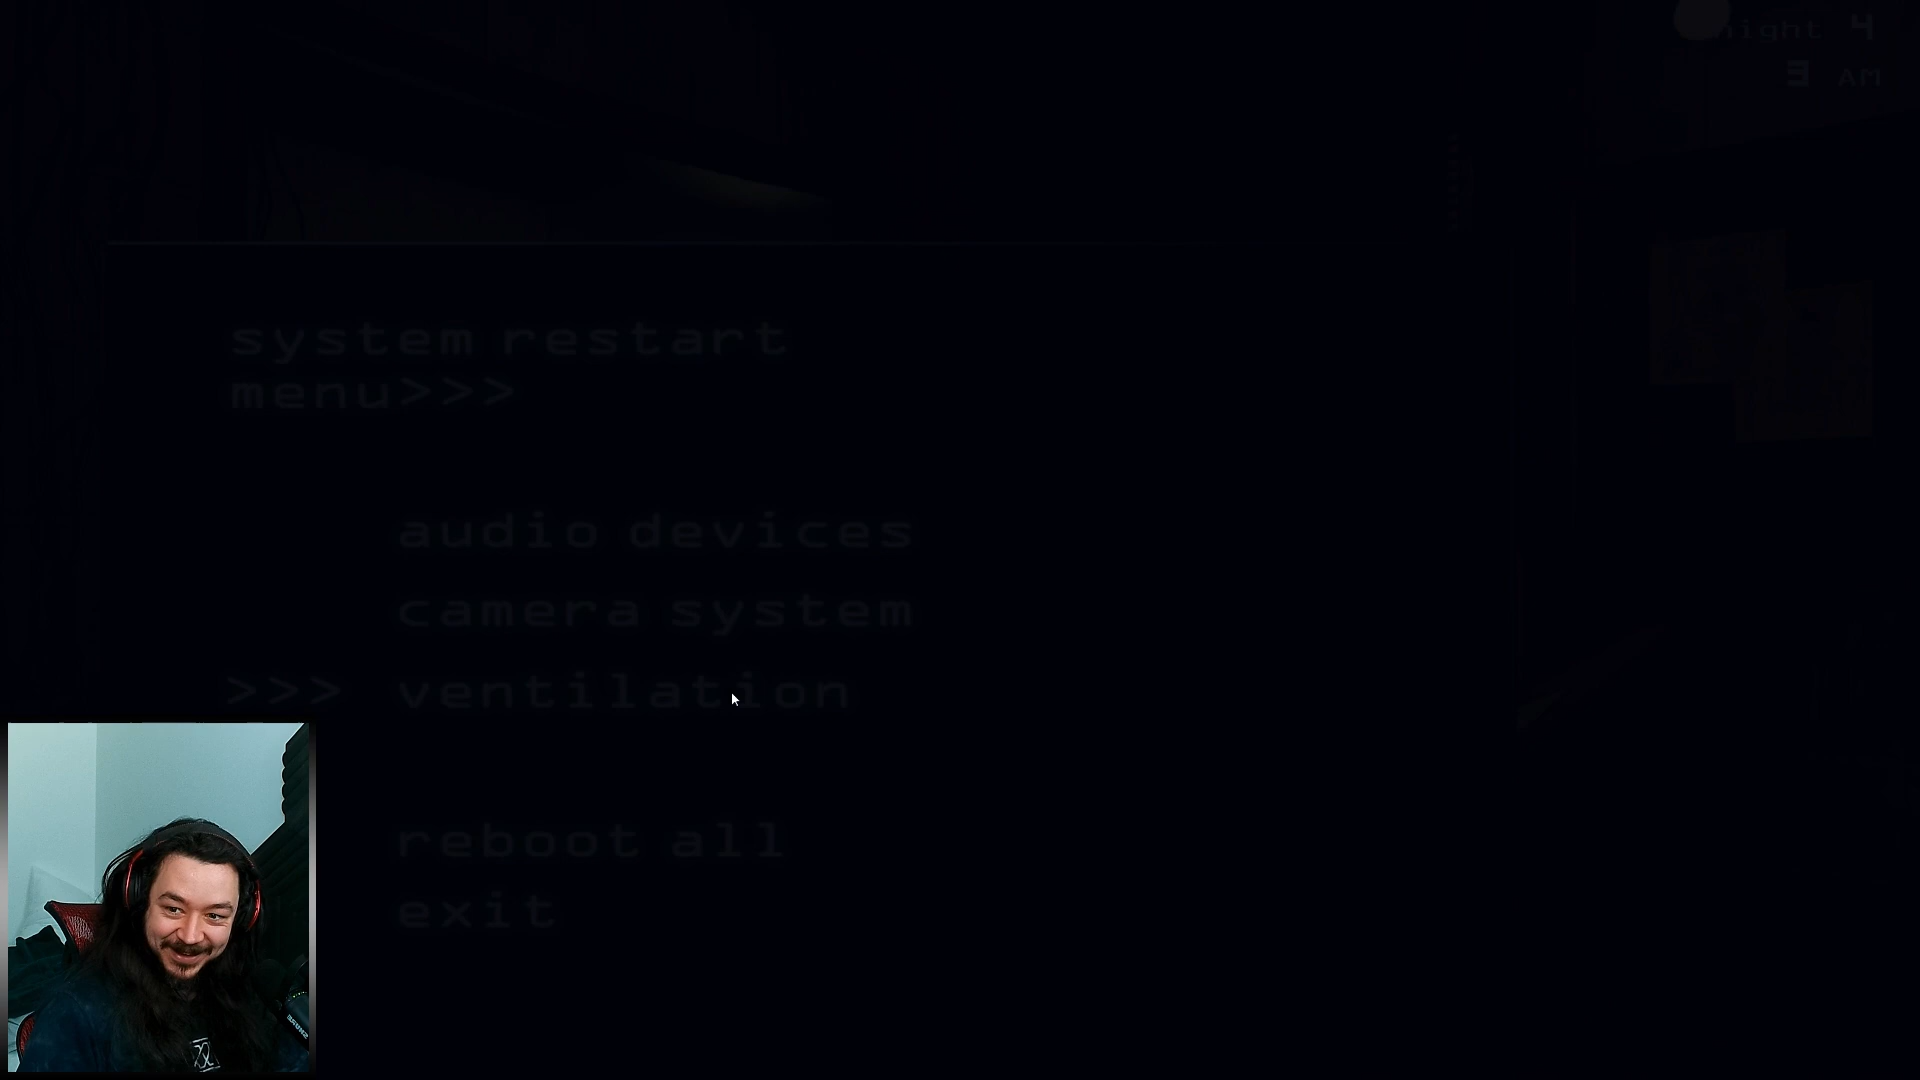 night 4
3 AM
system restart
menu>>>
audio devices
camera system
>>> ventilation
reboot all
exit